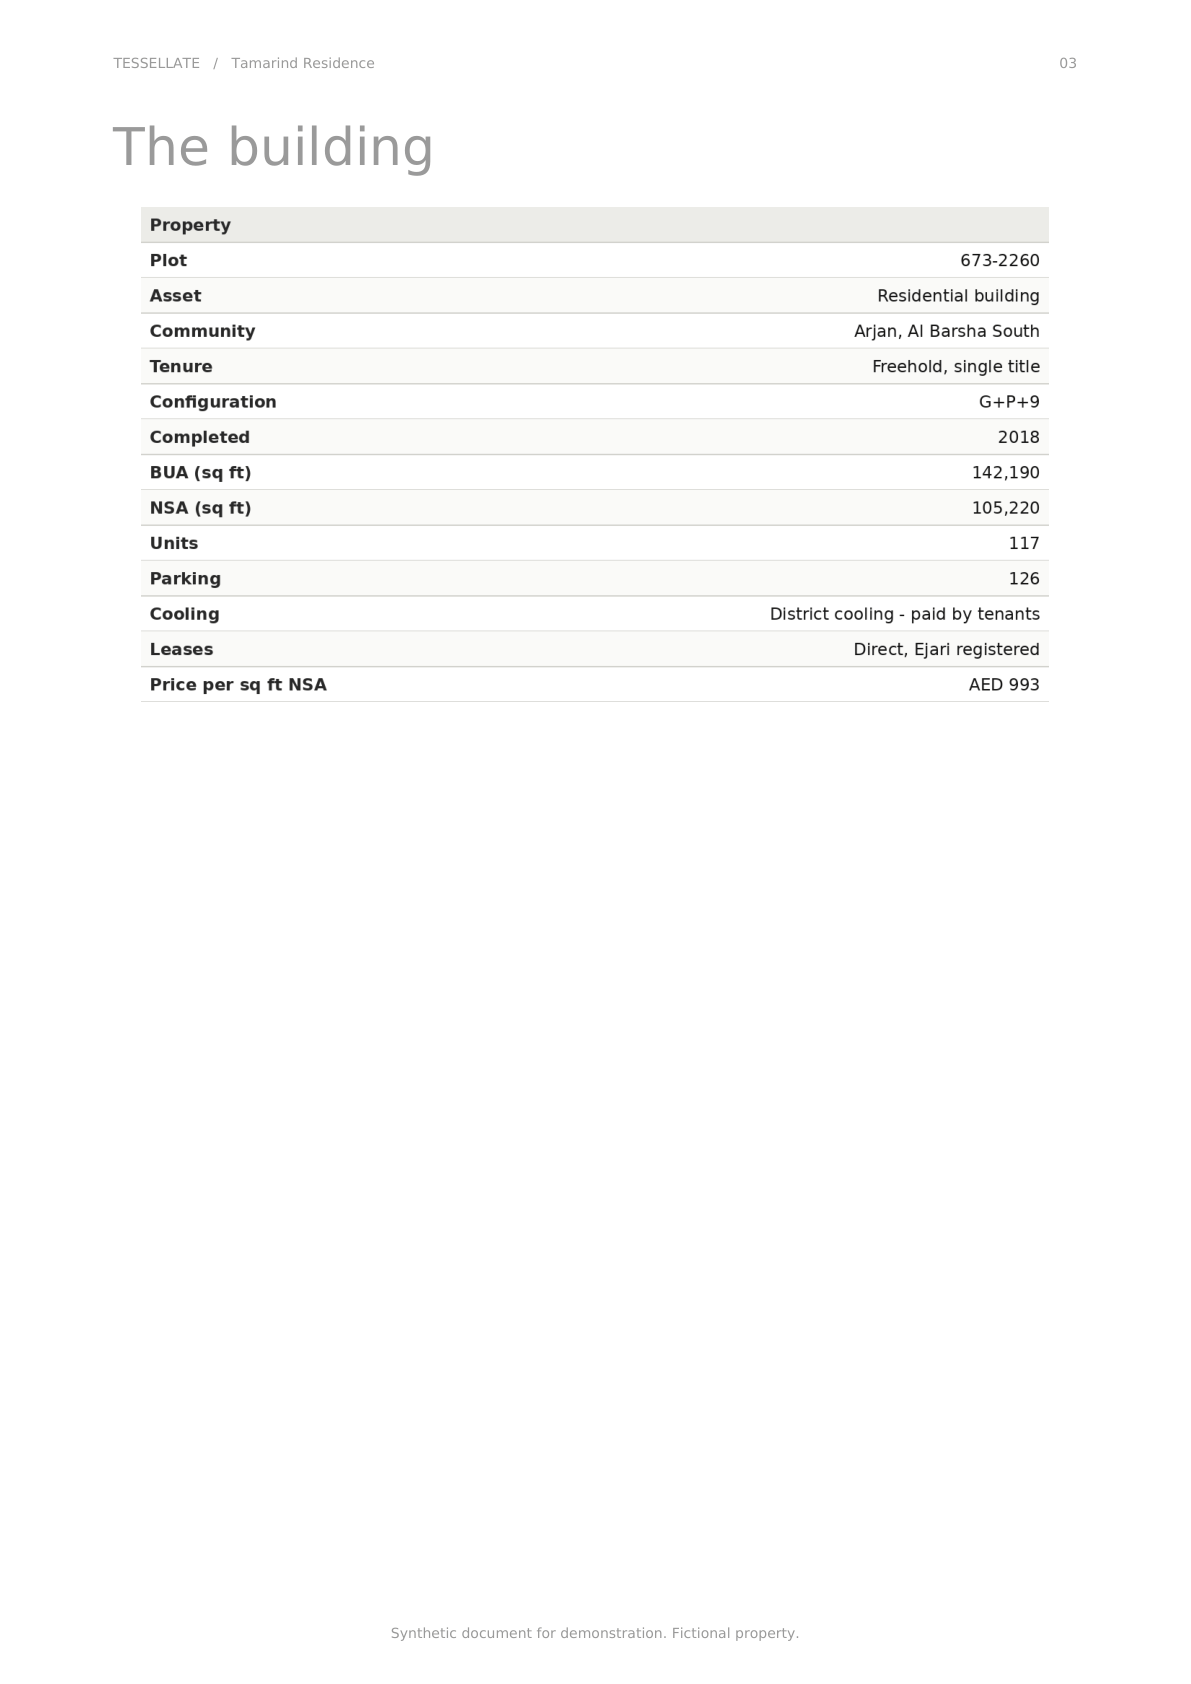 TESSELLATE / Tamarind Residence 03
The building
Property
Plot 673-2260
Asset Residential building
Community Arjan, Al Barsha South
Tenure Freehold, single title
Configuration G+P+9
Completed 2018
BUA (sq ft) 142,190
NSA (sq ft) 105,220
Units 117
Parking 126
Cooling District cooling - paid by tenants
Leases Direct, Ejari registered
Price per sq ft NSA AED 993
Synthetic document for demonstration. Fictional property.